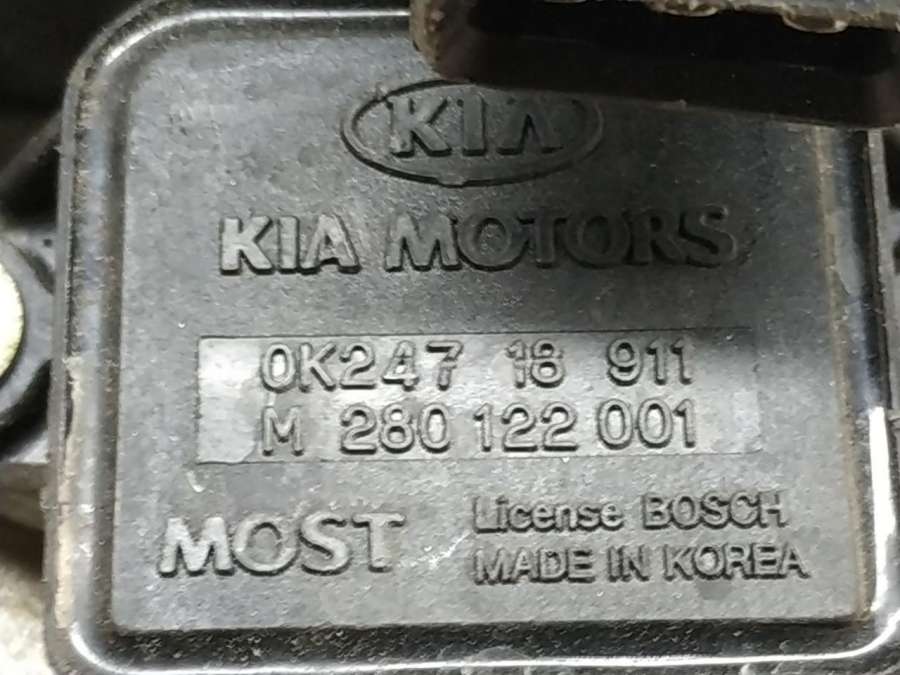 KIA
KIA MOTORS
0K247 18 911
M 280 122 001
MOST
License BOSCH
MADE IN KOREA